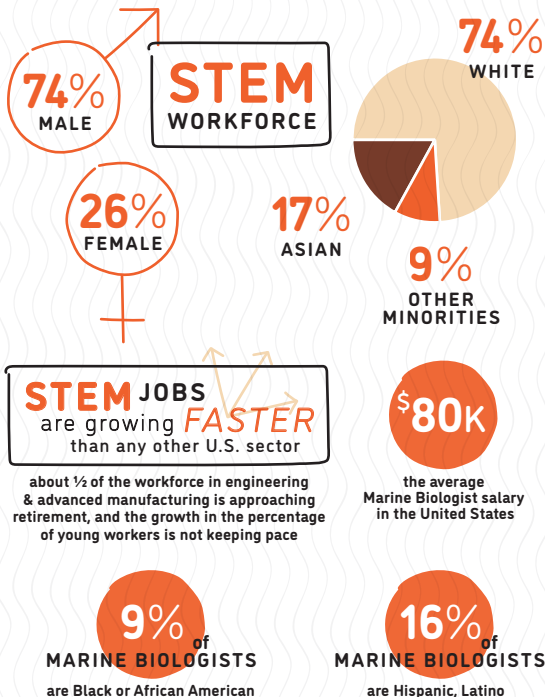 74%
MALE
STEM
WORKFORCE
74%
WHITE
26%
FEMALE
17%
ASIAN
9%
OTHER
MINORITIES
STEM JOBS
are growing FASTER
than any other U.S. sector
about ½ of the workforce in engineering
& advanced manufacturing is approaching
retirement, and the growth in the percentage
of young workers is not keeping pace
$80K
the average
Marine Biologist salary
in the United States
9% of
MARINE BIOLOGISTS
are Black or African American
16% of
MARINE BIOLOGISTS
are Hispanic, Latino